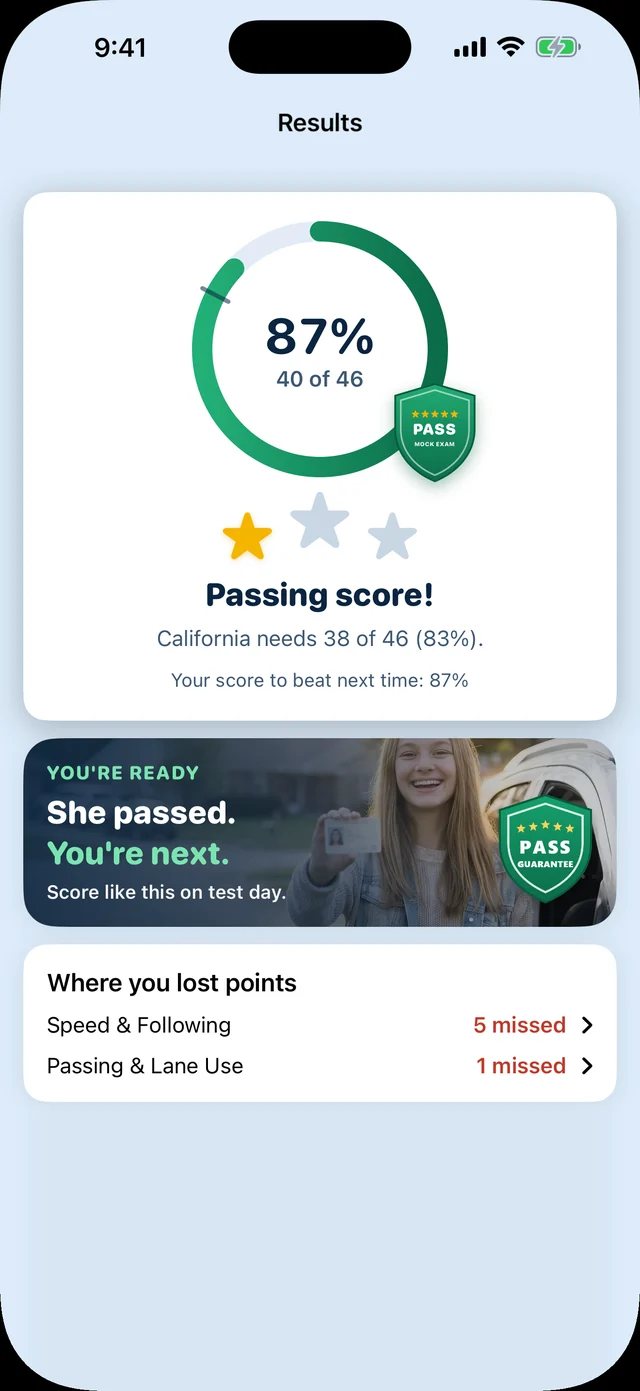 9:41
Results
87%
40 of 46
PASS
MOCK EXAM
Passing score!
California needs 38 of 46 (83%).
Your score to beat next time: 87%
YOU'RE READY
She passed.
You're next.
Score like this on test day.
PASS
GUARANTEE
Where you lost points
Speed & Following
5 missed
Passing & Lane Use
1 missed